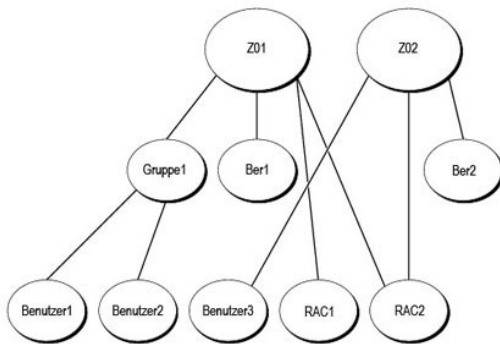 Z01
Z02
Gruppe1
Ber1
Ber2
Benutzer1
Benutzer2
Benutzer3
RAC1
RAC2